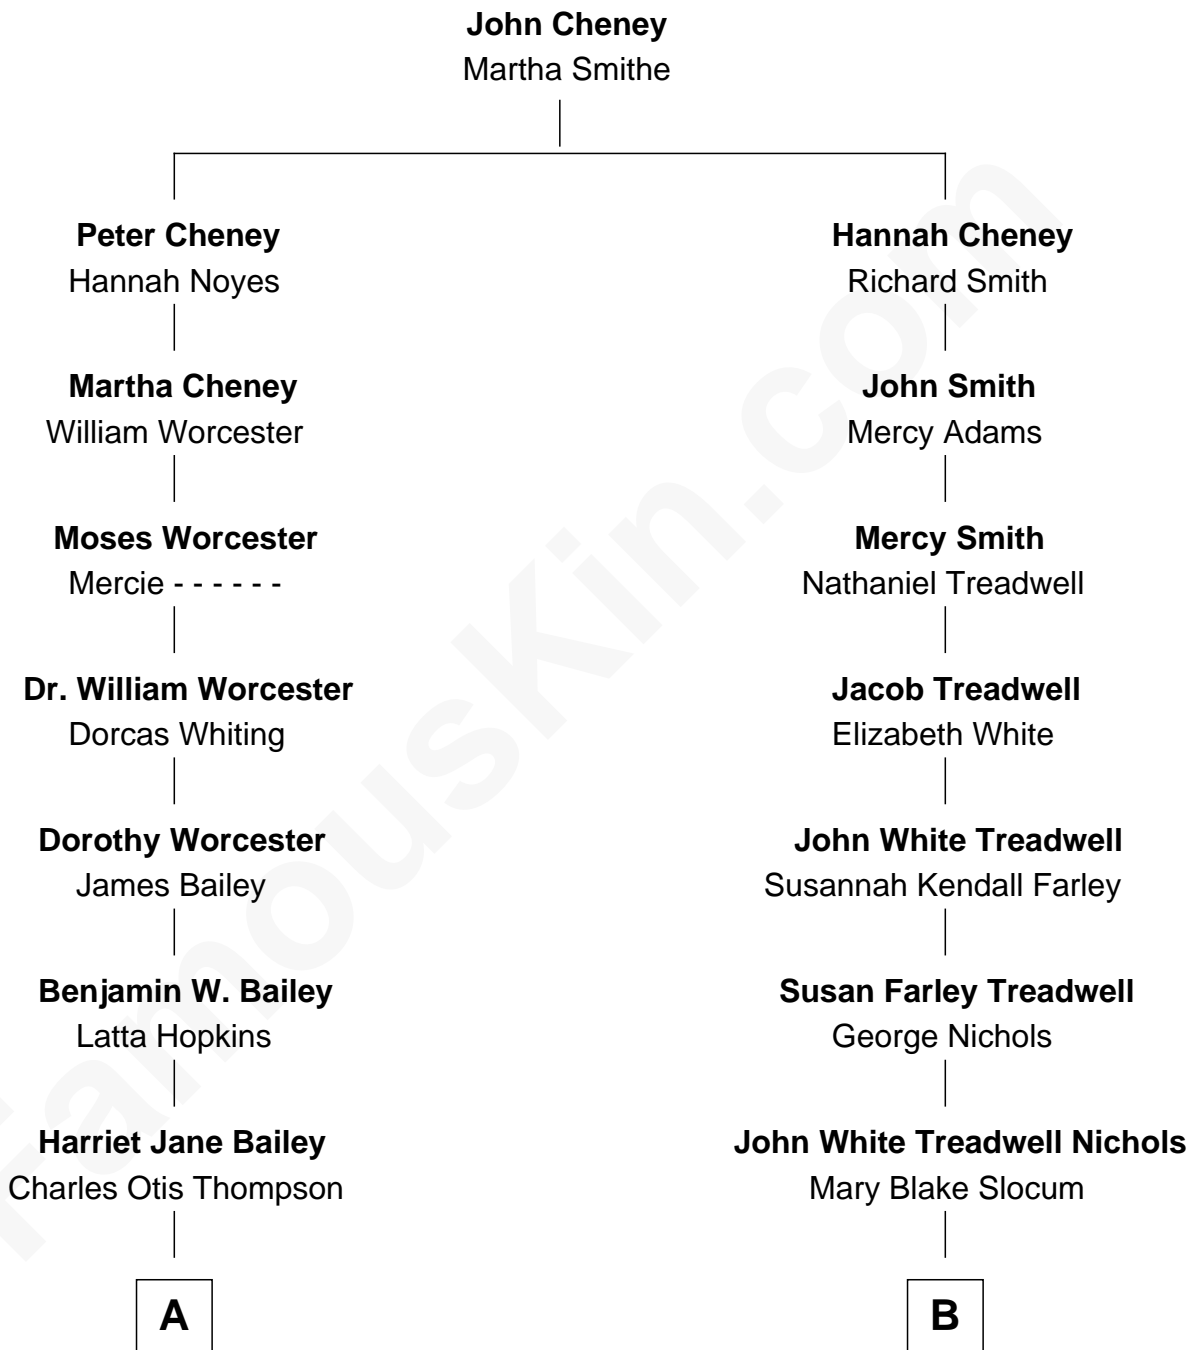 John Cheney
Martha Smithe
Peter Cheney
Hannah Noyes
Hannah Cheney
Richard Smith
Martha Cheney
William Worcester
John Smith
Mercy Adams
Moses Worcester
Mercie - - - - - -
Mercy Smith
Nathaniel Treadwell
Dr. William Worcester
Dorcas Whiting
Jacob Treadwell
Elizabeth White
Dorothy Worcester
James Bailey
John White Treadwell
Susannah Kendall Farley
Benjamin W. Bailey
Latta Hopkins
Susan Farley Treadwell
George Nichols
Harriet Jane Bailey
Charles Otis Thompson
John White Treadwell Nichols
Mary Blake Slocum
A
B
FamousKin.com